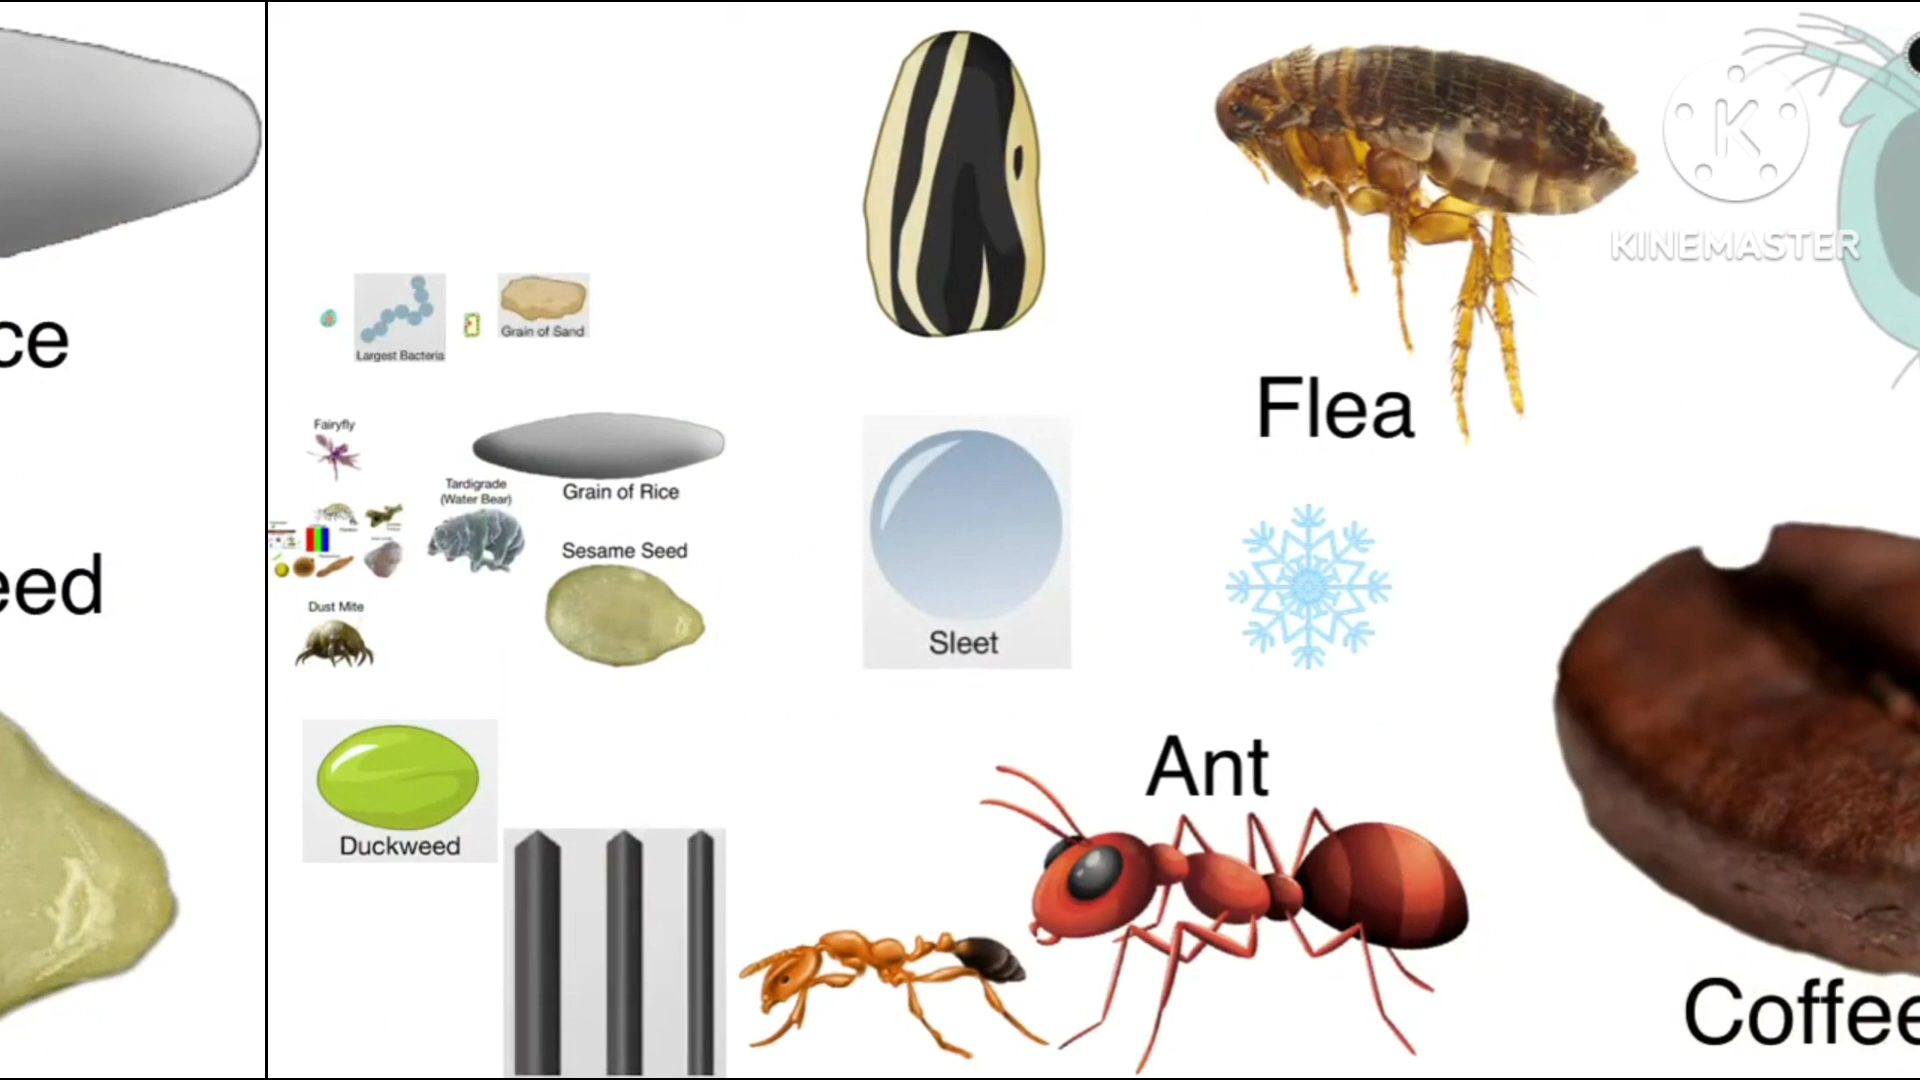 ce
eed
Largest Bacteria
Grain of Sand
Fairyfly
Tardigrade
(Water Bear)
Grain of Rice
Sesame Seed
Dust Mite
Duckweed
Sleet
Flea
K
KINEMASTER
Ant
Coffee